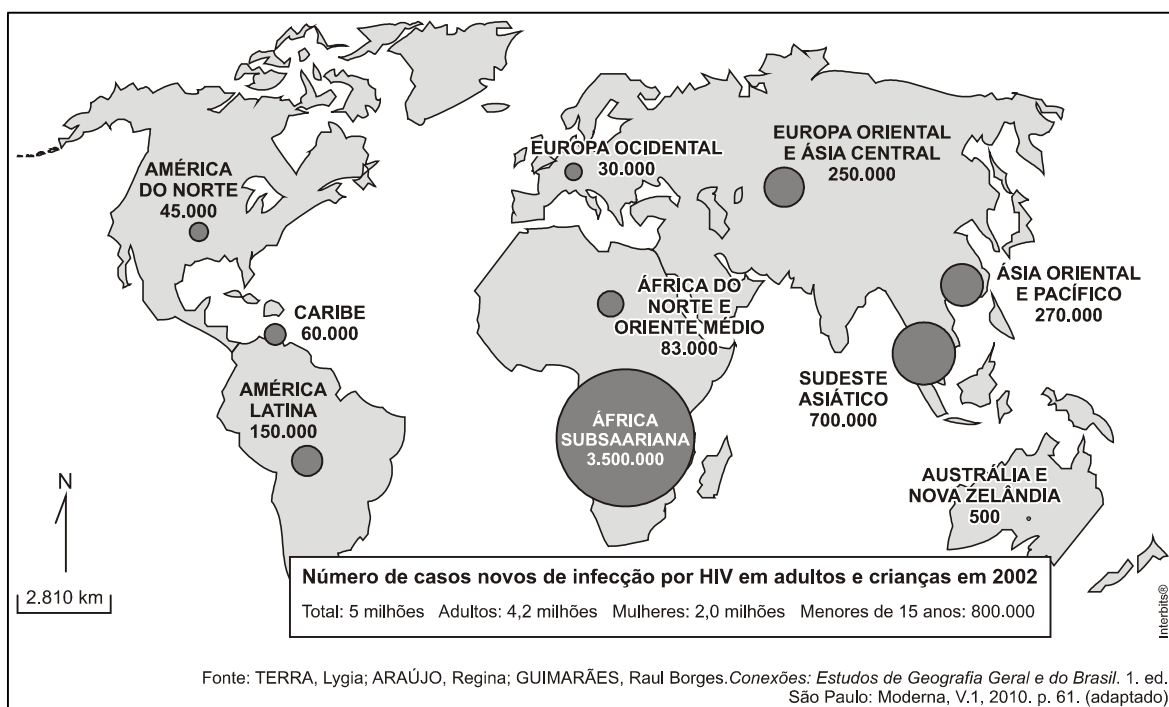 EUROPA OCIDENTAL
30.000
EUROPA ORIENTAL
E ÁSIA CENTRAL
250.000
AMÉRICA
DO NORTE
45.000
ÁSIA ORIENTAL
E PACÍFICO
270.000
ÁFRICA DO
NORTE E
ORIENTE MÉDIO
83.000
CARIBE
60.000
SUDESTE
ASIÁTICO
700.000
AMÉRICA
LATINA
150.000
ÁFRICA
SUBSAARIANA
3.500.000
AUSTRÁLIA E
NOVA ZELÂNDIA
500
N
2.810 km
Número de casos novos de infecção por HIV em adultos e crianças em 2002
Total: 5 milhões Adultos: 4,2 milhões Mulheres: 2,0 milhões Menores de 15 anos: 800.000
Interbits®
Fonte: TERRA, Lygia; ARAÚJO, Regina; GUIMARÃES, Raul Borges.Conexões: Estudos de Geografia Geral e do Brasil. 1. ed.
São Paulo: Moderna, V.1, 2010. p. 61. (adaptado)